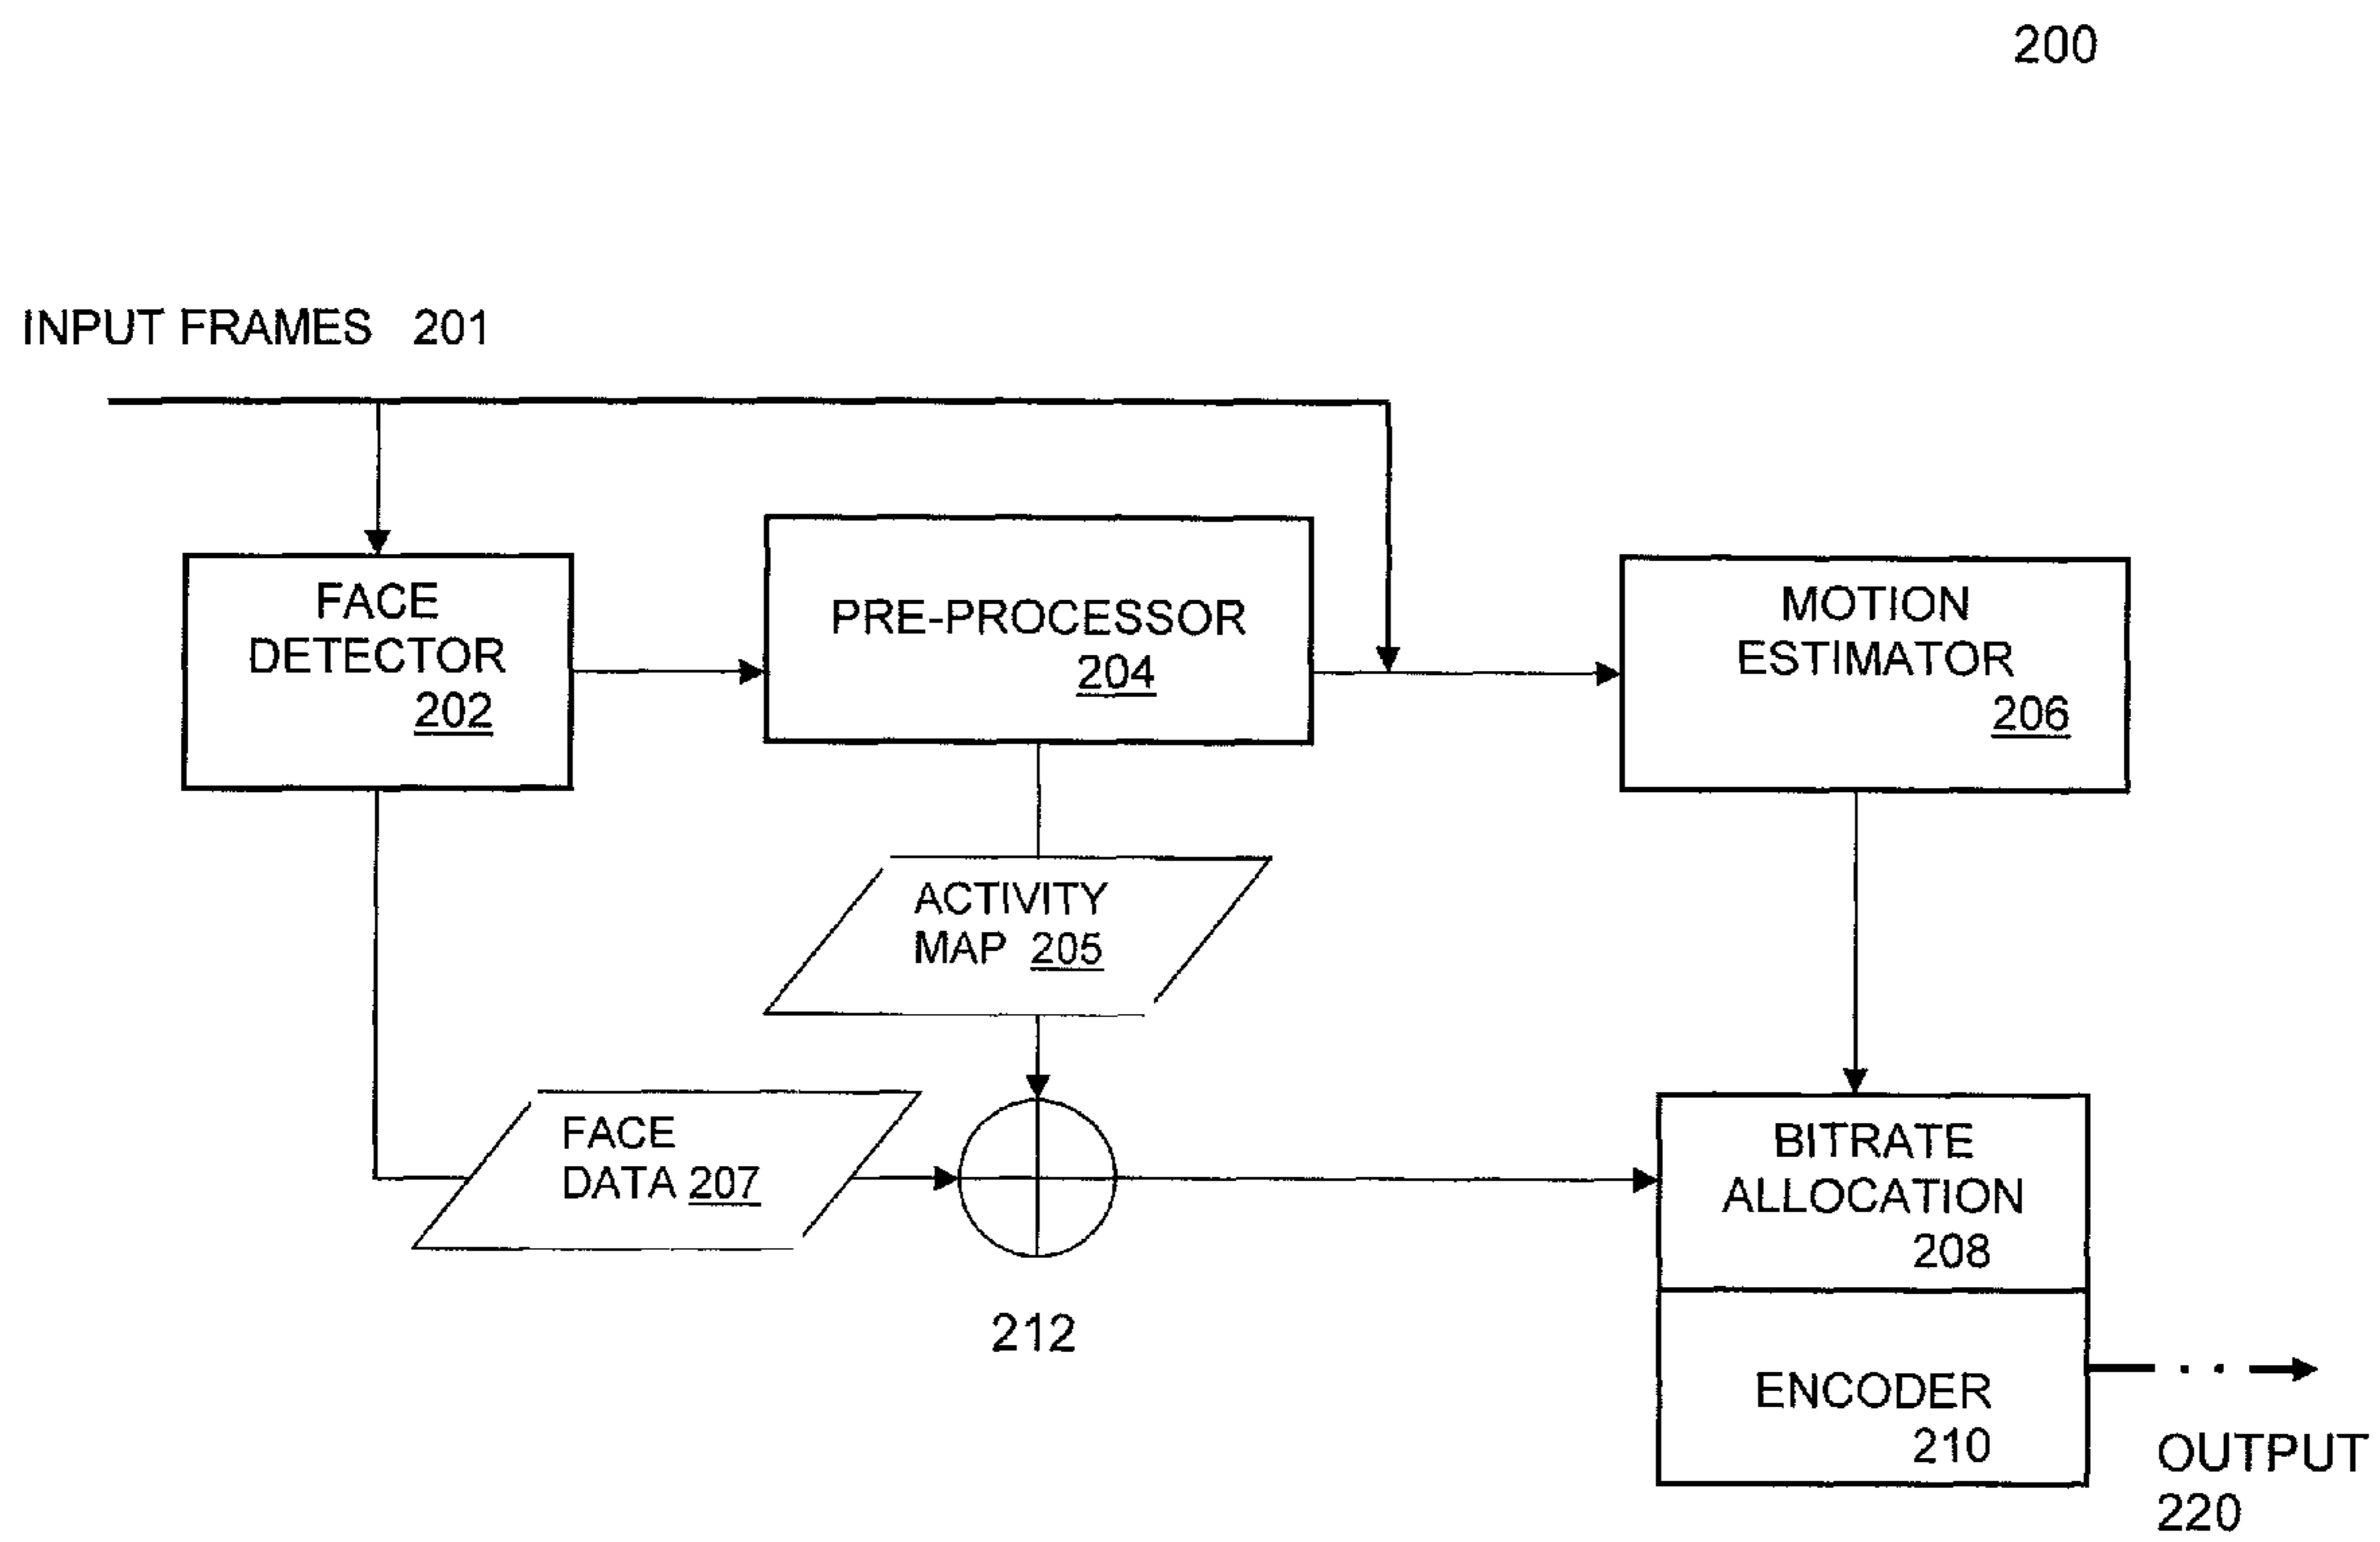 200
INPUT FRAMES 201
FACE
DETECTOR
202
PRE-PROCESSOR
204
MOTION
ESTIMATOR
206
ACTIVITY
MAP 205
FACE
DATA 207
212
BITRATE
ALLOCATION
208
ENCODER
210
OUTPUT
220